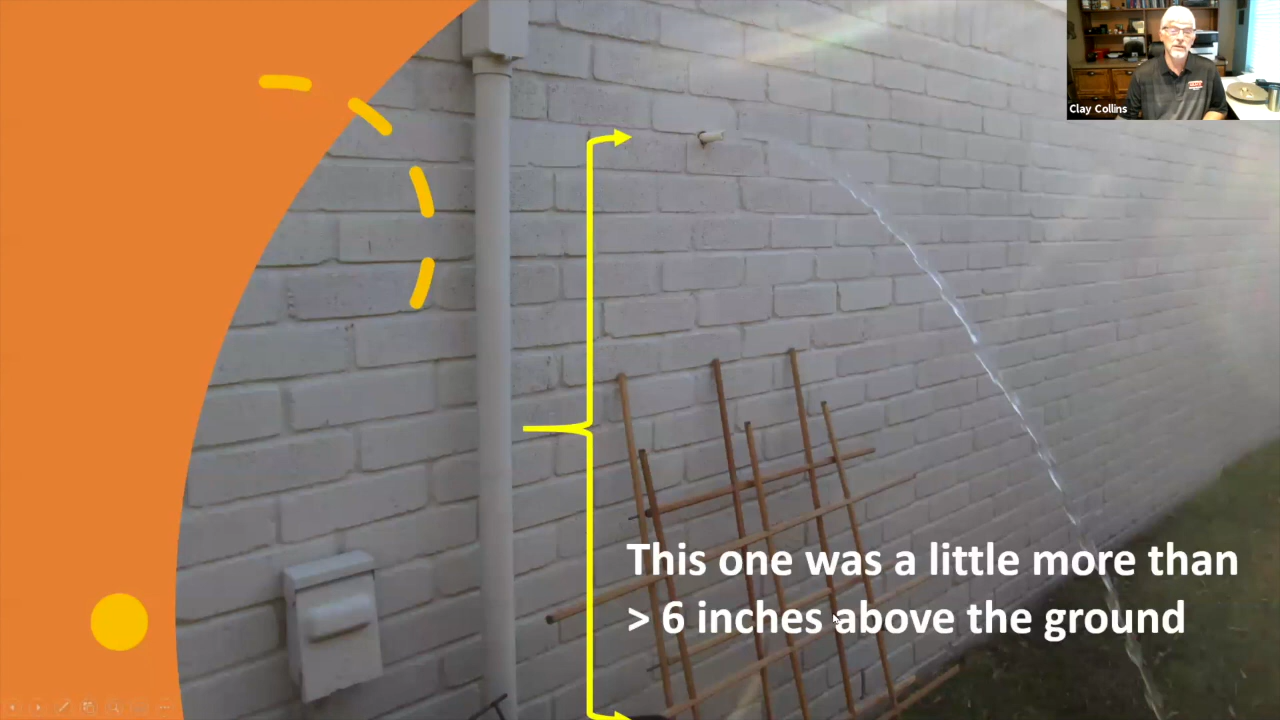 Clay Collins
This one was a little more than
> 6 inches above the ground